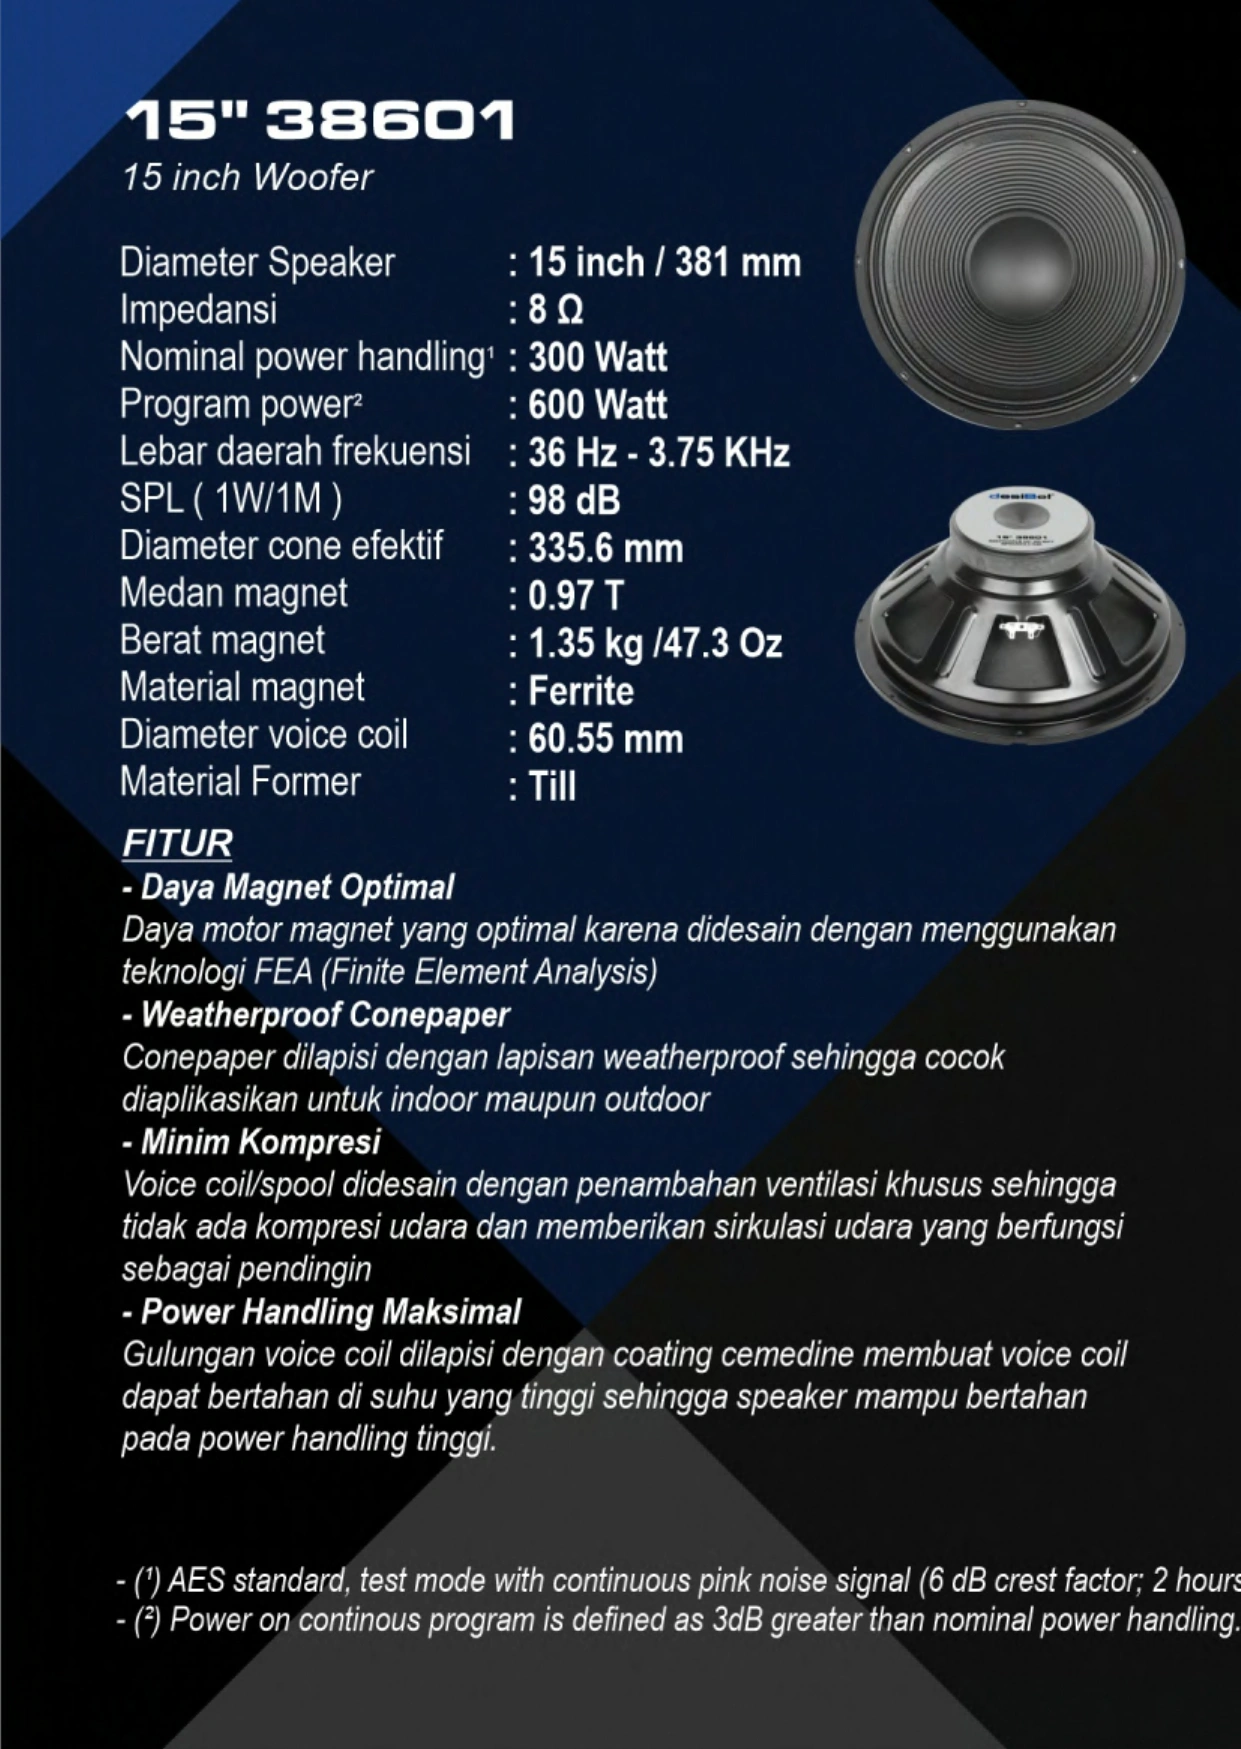 15" 38601
15 inch Woofer
Diameter Speaker : 15 inch / 381 mm
Impedansi : 8 Ω
Nominal power handling¹ : 300 Watt
Program power² : 600 Watt
Lebar daerah frekuensi : 36 Hz - 3.75 KHz
SPL ( 1W/1M ) : 98 dB
Diameter cone efektif : 335.6 mm
Medan magnet : 0.97 T
Berat magnet : 1.35 kg /47.3 Oz
Material magnet : Ferrite
Diameter voice coil : 60.55 mm
Material Former : Till
desiBel
15" 38601
FITUR
- Daya Magnet Optimal
Daya motor magnet yang optimal karena didesain dengan menggunakan
teknologi FEA (Finite Element Analysis)
- Weatherproof Conepaper
Conepaper dilapisi dengan lapisan weatherproof sehingga cocok
diaplikasikan untuk indoor maupun outdoor
- Minim Kompresi
Voice coil/spool didesain dengan penambahan ventilasi khusus sehingga
tidak ada kompresi udara dan memberikan sirkulasi udara yang berfungsi
sebagai pendingin
- Power Handling Maksimal
Gulungan voice coil dilapisi dengan coating cemedine membuat voice coil
dapat bertahan di suhu yang tinggi sehingga speaker mampu bertahan
pada power handling tinggi.
- (¹) AES standard, test mode with continuous pink noise signal (6 dB crest factor; 2 hours
- (²) Power on continous program is defined as 3dB greater than nominal power handling.